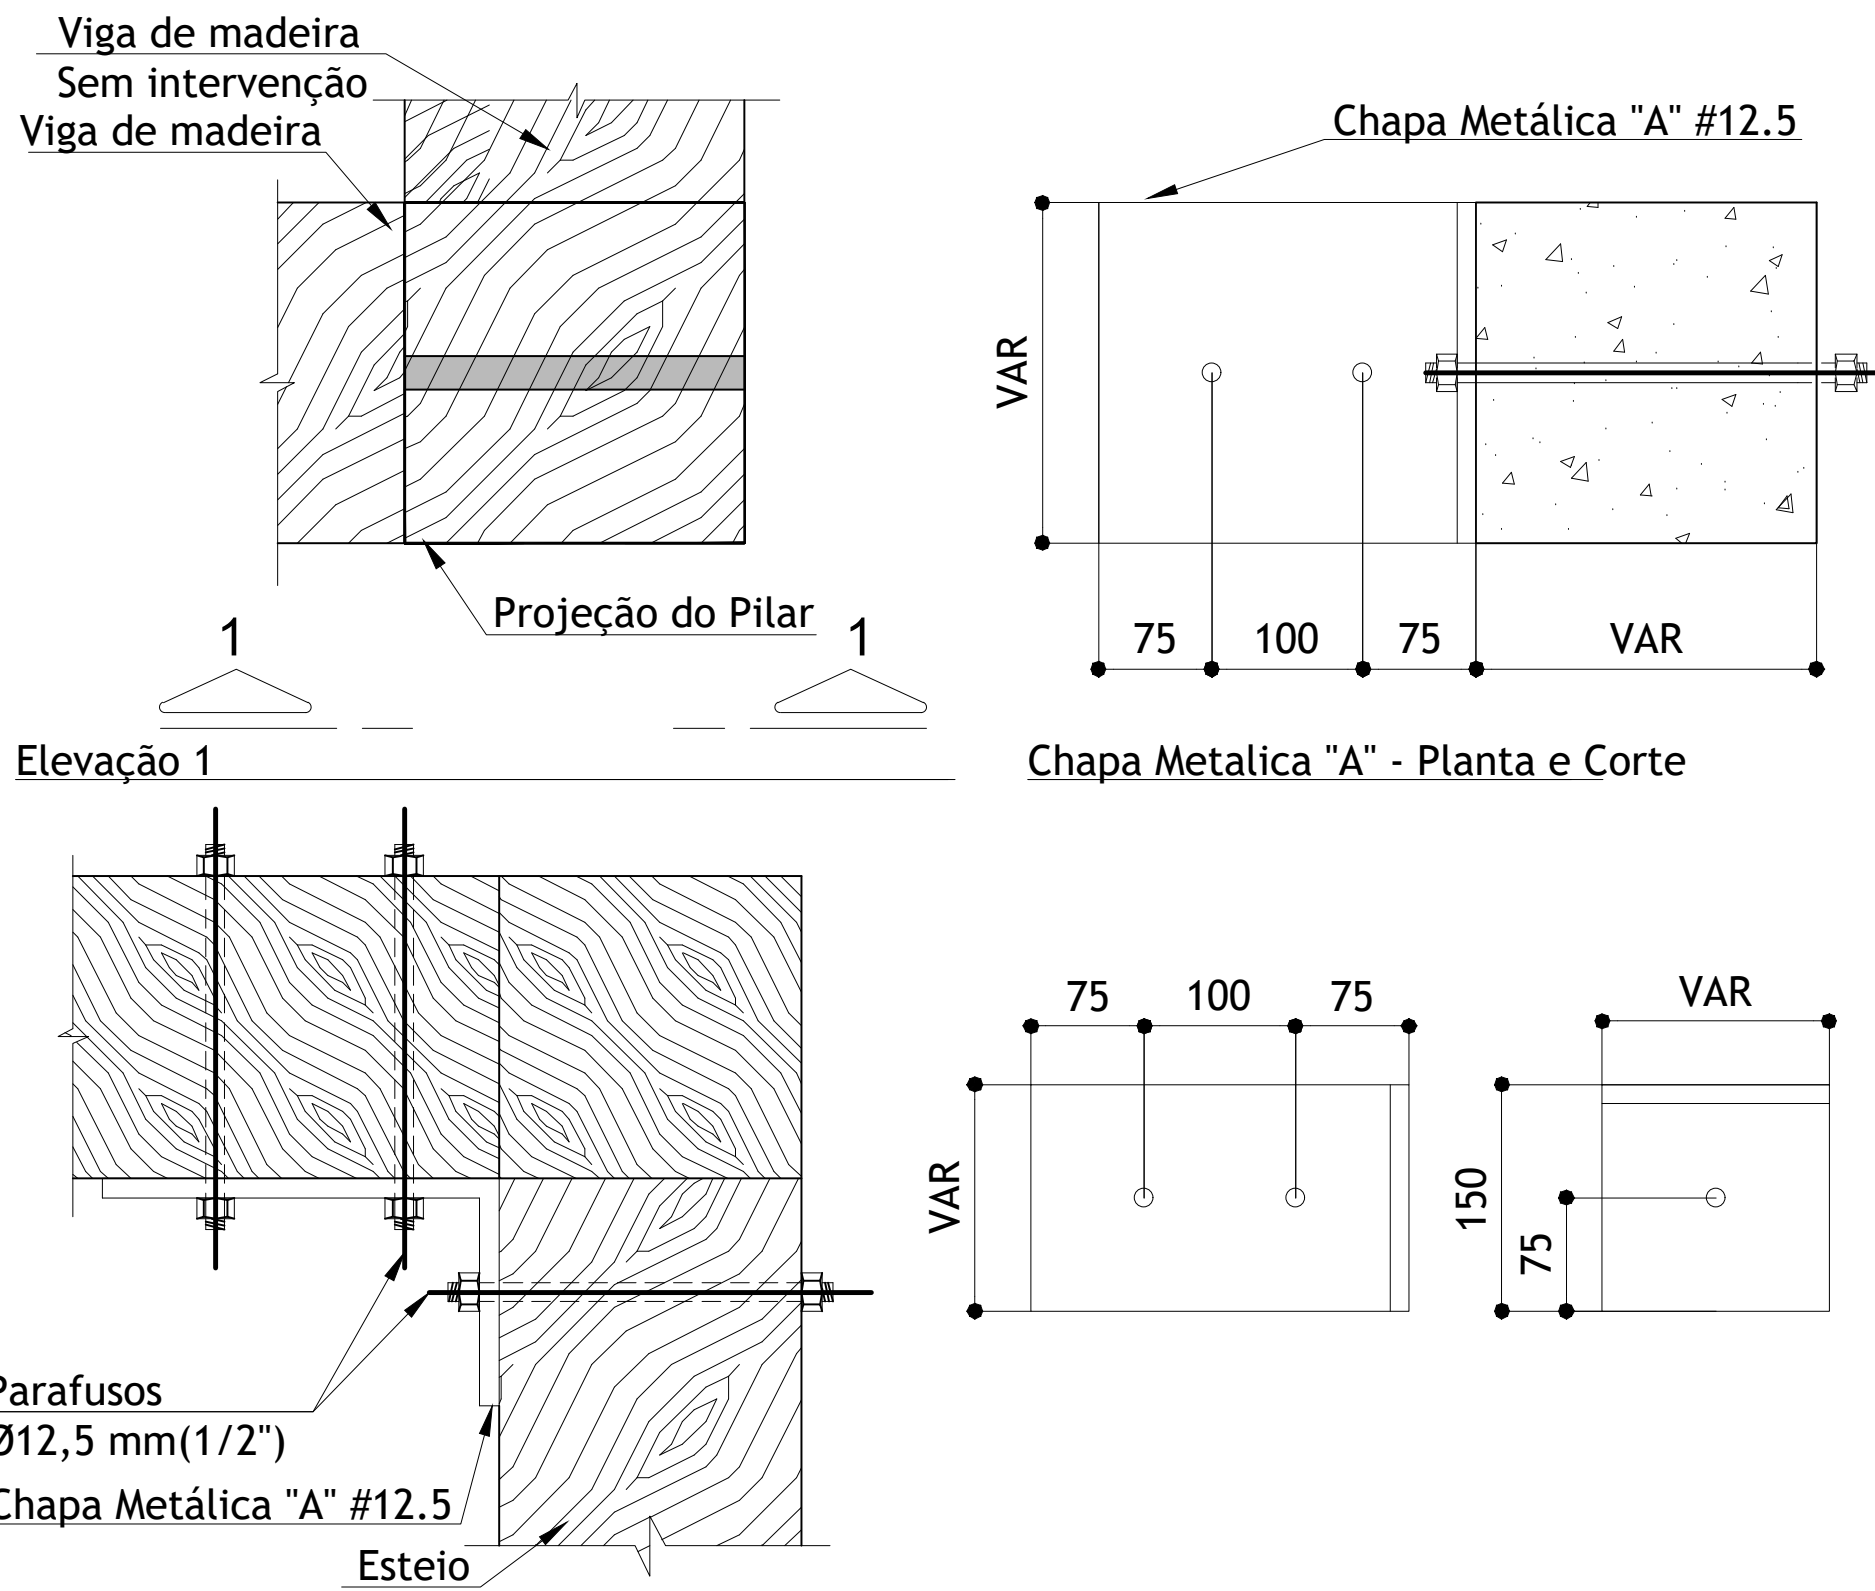 Viga de madeira
Sem intervenção
Viga de madeira
Projeção do Pilar
1
1
Elevação 1
Chapa Metálica "A" #12.5
VAR
75
100
75
VAR
Chapa Metalica "A" - Planta e Corte
Parafusos
Ø12,5 mm(1/2")
Chapa Metálica "A" #12.5
Esteio
75
100
75
VAR
VAR
150
75